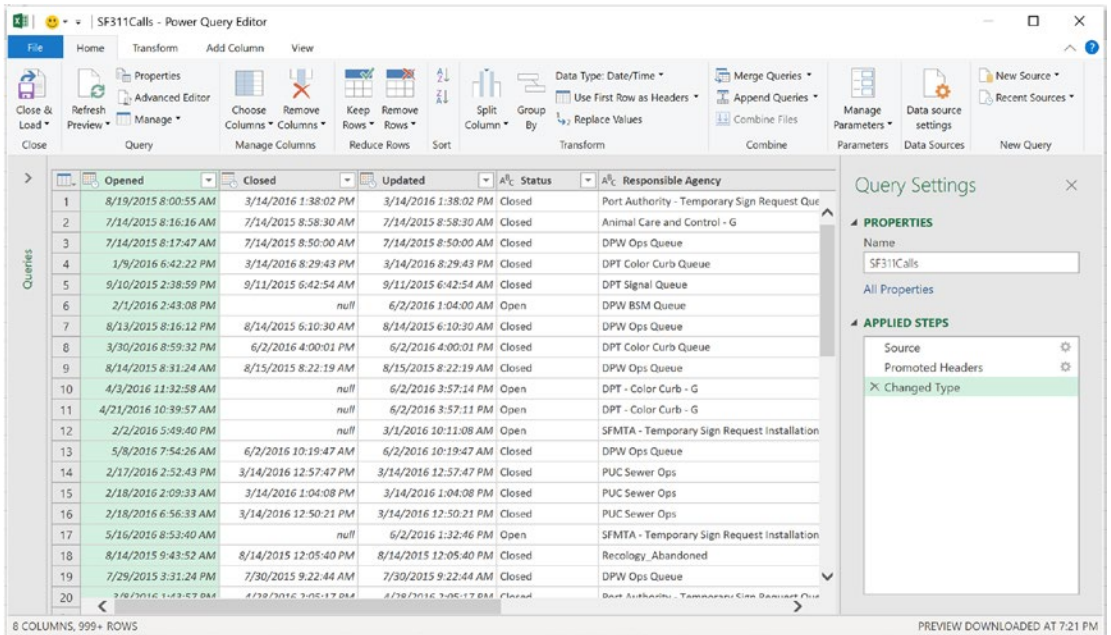 SF311Calls - Power Query Editor
File Home Transform Add Column View
Close & Load
Refresh Preview
Properties
Advanced Editor
Manage
Choose Columns
Remove Columns
Keep Rows
Remove Rows
Split Column
Group By
Data Type: Date/Time
Use First Row as Headers
Replace Values
Merge Queries
Append Queries
Combine Files
Manage Parameters
Data source settings
New Source
Recent Sources
Close Query Manage Columns Reduce Rows Sort Transform Combine Parameters Data Sources New Query
Queries
Opened Closed Updated ABC Status ABC Responsible Agency
1 8/19/2015 8:00:55 AM 3/14/2016 1:38:02 PM 3/14/2016 1:38:02 PM Closed Port Authority - Temporary Sign Request Que
2 7/14/2015 8:16:16 AM 7/14/2015 8:58:30 AM 7/14/2015 8:58:30 AM Closed Animal Care and Control - G
3 7/14/2015 8:17:47 AM 7/14/2015 8:50:00 AM 7/14/2015 8:50:00 AM Closed DPW Ops Queue
4 1/9/2016 6:42:22 PM 3/14/2016 8:29:43 PM 3/14/2016 8:29:43 PM Closed DPT Color Curb Queue
5 9/10/2015 2:38:59 PM 9/11/2015 6:42:54 AM 9/11/2015 6:42:54 AM Closed DPT Signal Queue
6 2/1/2016 2:43:08 PM null 6/2/2016 1:04:00 AM Open DPW BSM Queue
7 8/13/2015 8:16:12 PM 8/14/2015 6:10:30 AM 8/14/2015 6:10:30 AM Closed DPW Ops Queue
8 3/30/2016 8:59:32 PM 6/2/2016 4:00:01 PM 6/2/2016 4:00:01 PM Closed DPT Color Curb Queue
9 8/14/2015 8:31:24 AM 8/15/2015 8:22:19 AM 8/15/2015 8:22:19 AM Closed DPW Ops Queue
10 4/3/2016 11:32:58 AM null 6/2/2016 3:57:14 PM Open DPT - Color Curb - G
11 4/21/2016 10:39:57 AM null 6/2/2016 3:57:11 PM Open DPT - Color Curb - G
12 2/2/2016 5:49:40 PM null 3/1/2016 10:11:08 AM Open SFMTA - Temporary Sign Request Installation
13 5/8/2016 7:54:26 AM 6/2/2016 10:19:47 AM 6/2/2016 10:19:47 AM Closed DPW Ops Queue
14 2/17/2016 2:52:43 PM 3/14/2016 12:57:47 PM 3/14/2016 12:57:47 PM Closed PUC Sewer Ops
15 2/18/2016 2:09:33 AM 3/14/2016 1:04:08 PM 3/14/2016 1:04:08 PM Closed PUC Sewer Ops
16 2/18/2016 6:56:33 AM 3/14/2016 12:50:21 PM 3/14/2016 12:50:21 PM Closed PUC Sewer Ops
17 5/16/2016 8:53:40 AM null 6/2/2016 1:32:46 PM Open SFMTA - Temporary Sign Request Installation
18 8/14/2015 9:43:52 AM 8/14/2015 12:05:40 PM 8/14/2015 12:05:40 PM Closed Recology_Abandoned
19 7/29/2015 3:31:24 PM 7/30/2015 9:22:44 AM 7/30/2015 9:22:44 AM Closed DPW Ops Queue
20 4/28/2016 2:05:17 PM 4/28/2016 2:05:17 PM Closed Port Authority - Temporary Sign Request Que
Query Settings
PROPERTIES
Name
SF311Calls
All Properties
APPLIED STEPS
Source
Promoted Headers
Changed Type
8 COLUMNS, 999+ ROWS
PREVIEW DOWNLOADED AT 7:21 PM